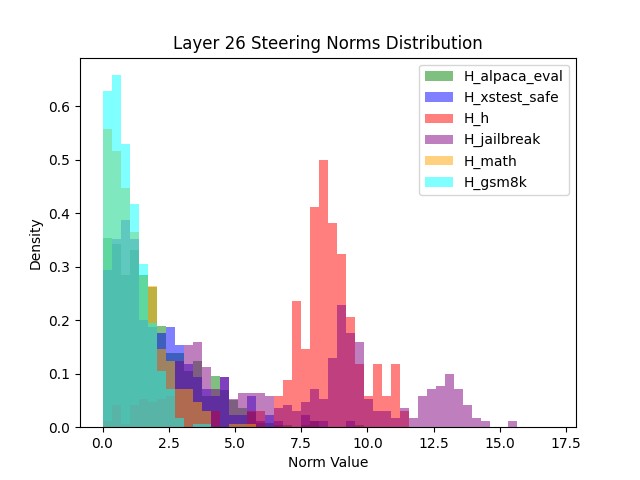 Layer 26 Steering Norms Distribution
H_alpaca_eval
H_xstest_safe
H_h
H_jailbreak
H_math
H_gsm8k
0.6
0.5
0.4
0.3
0.2
0.1
0.0
Density
0.0 2.5 5.0 7.5 10.0 12.5 15.0 17.5
Norm Value